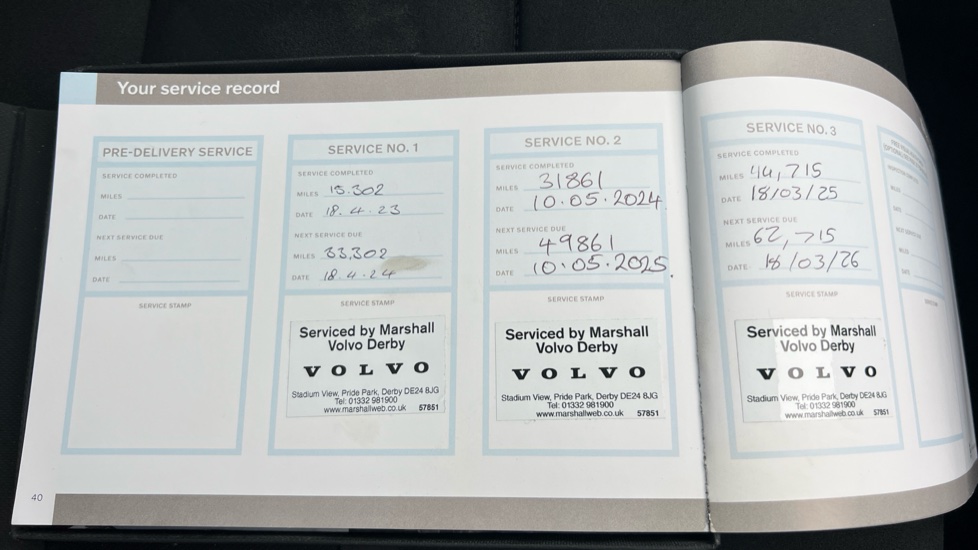 Your service record
PRE-DELIVERY SERVICE
SERVICE COMPLETED
MILES
DATE
NEXT SERVICE DUE
MILES
DATE
SERVICE STAMP
SERVICE NO. 1
SERVICE COMPLETED
MILES 15.302
DATE 18.4.23
NEXT SERVICE DUE
MILES 33,302
DATE 18.4.24
SERVICE STAMP
Serviced by Marshall
Volvo Derby
VOLVO
Stadium View, Pride Park, Derby DE24 8JG
Tel: 01332 981900
www.marshallweb.co.uk 57851
SERVICE NO. 2
SERVICE COMPLETED
MILES 31861
DATE 10.05.2024
NEXT SERVICE DUE
MILES 49861
DATE 10.05.2025.
SERVICE STAMP
Serviced by Marshall
Volvo Derby
VOLVO
Stadium View, Pride Park, Derby DE24 8JG
Tel: 01332 981900
www.marshallweb.co.uk 57851
SERVICE NO. 3
SERVICE COMPLETED
MILES 44,715
DATE 18/03/25
NEXT SERVICE DUE
MILES 62,715
DATE 18/03/26
SERVICE STAMP
Serviced by Marshall
Volvo Derby
VOLVO
Stadium View, Pride Park, Derby DE24 8JG
Tel: 01332 981900
www.marshallweb.co.uk 57851
40